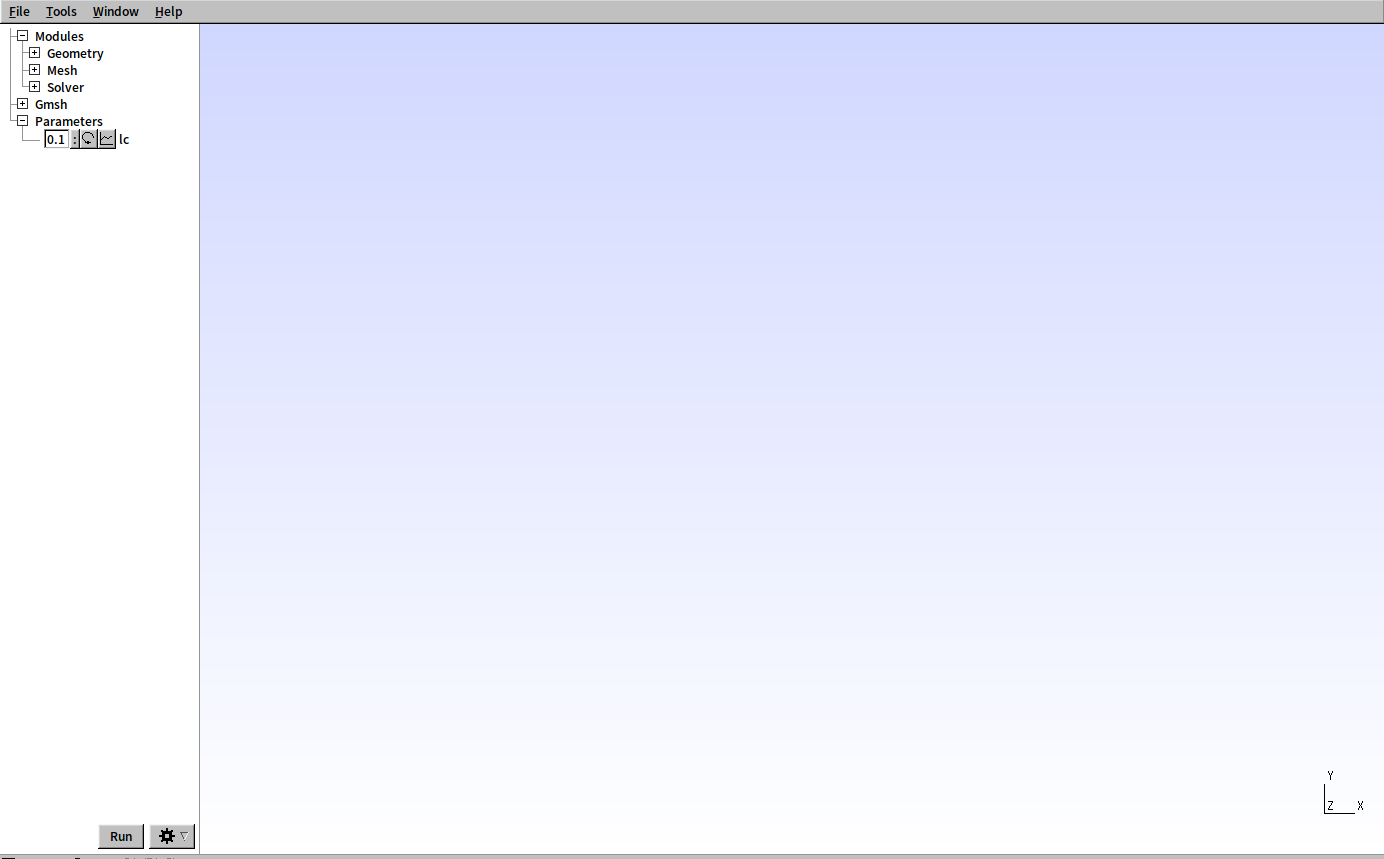 File Tools Window Help
Modules
Geometry
Mesh
Solver
Gmsh
Parameters
0.1 : lc
Y
Z X
Run